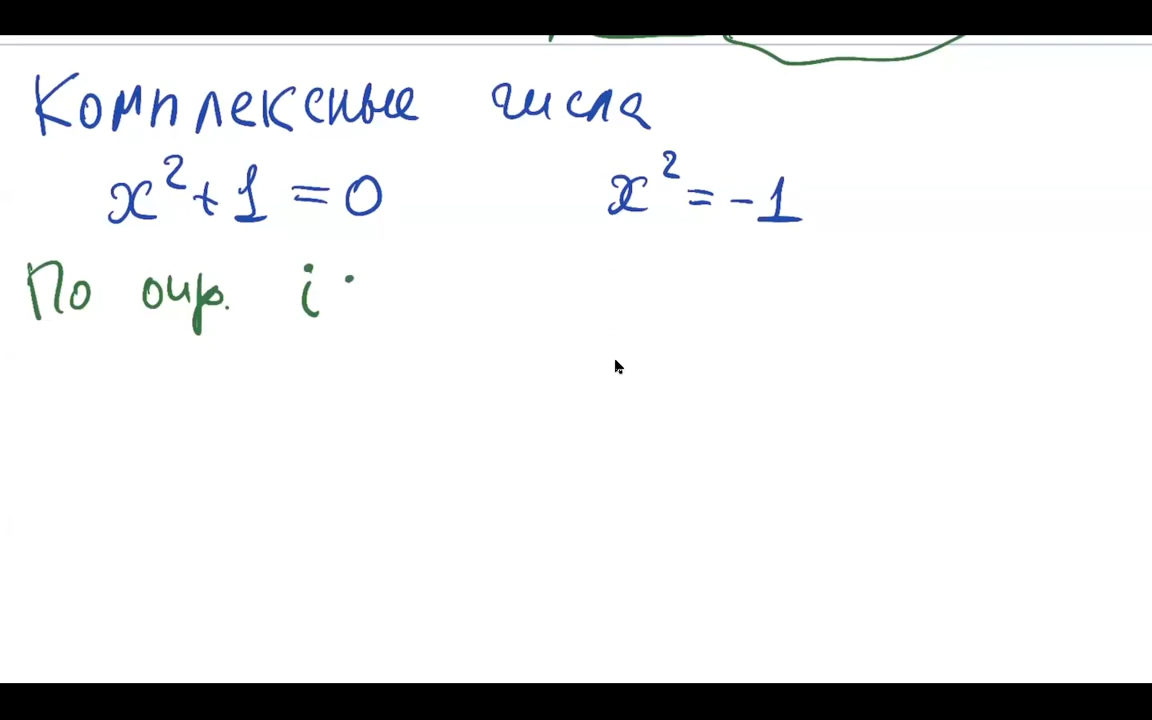 Комплексные числа
x² + 1 = 0 x² = -1
По опр. i ·